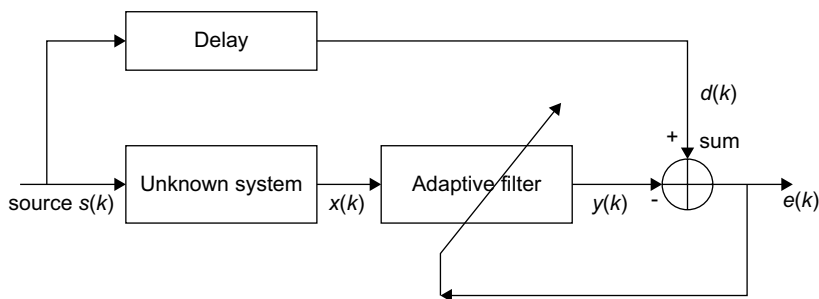 Delay
d(k)
+ sum
Unknown system
Adaptive filter
source s(k)
x(k)
y(k)
-
e(k)